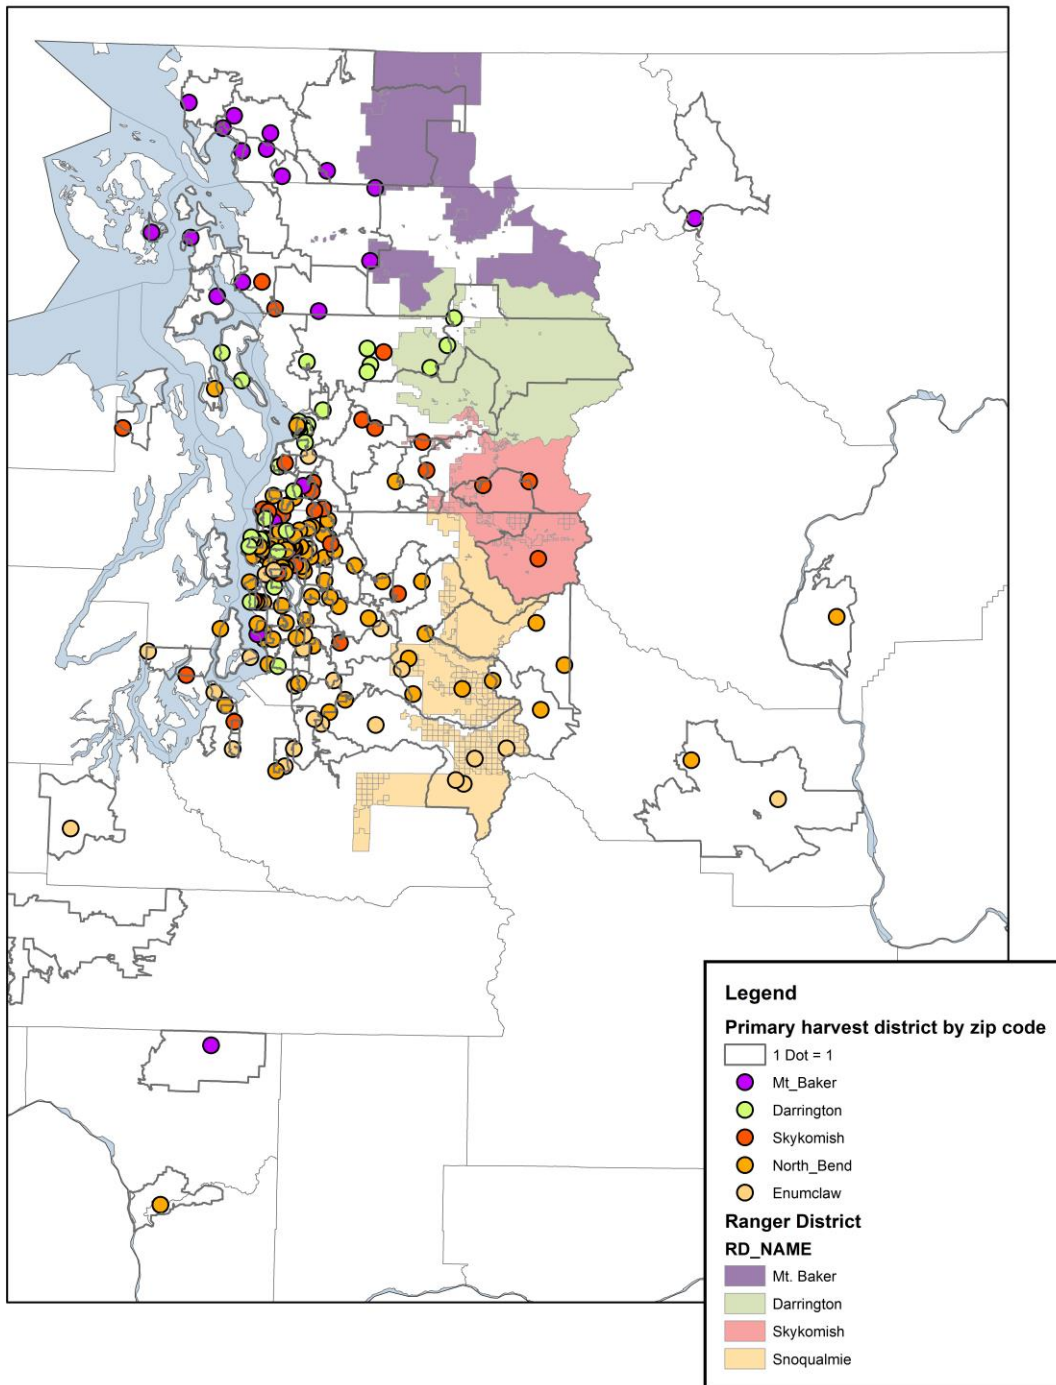 Legend
Primary harvest district by zip code
1 Dot = 1
Mt_Baker
Darrington
Skykomish
North_Bend
Enumclaw
Ranger District
RD_NAME
Mt. Baker
Darrington
Skykomish
Snoqualmie